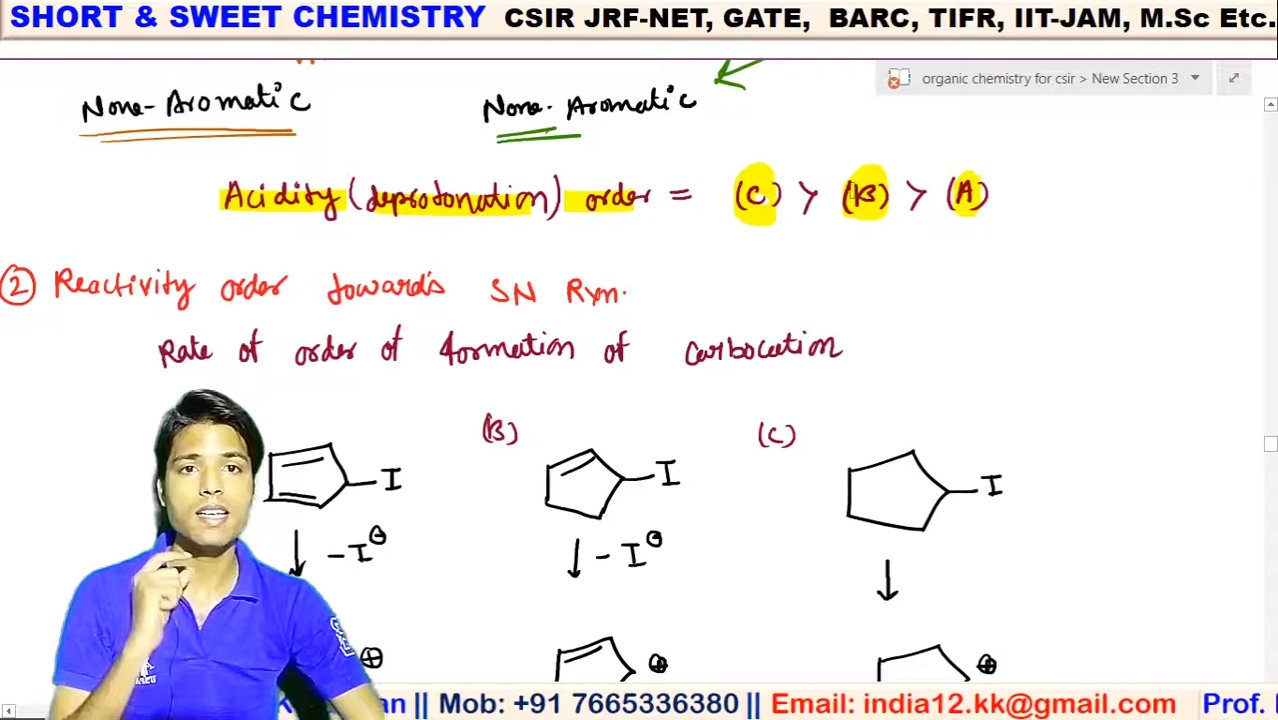 SHORT & SWEET CHEMISTRY CSIR JRF-NET, GATE, BARC, TIFR, IIT-JAM, M.Sc Etc.
organic chemistry for csir > New Section 3
None-Aromatic None-Aromatic
Acidity (deprotonation) order = (C) > (B) > (A)
② Reactivity order toward's SN Rxn.
Rate of order of formation of carbocation
(B) (C)
I I I
- I⊖ - I⊖
⊕ ⊕ ⊕
|| Mob: +91 7665336380 || Email: india12.kk@gmail.com Prof.